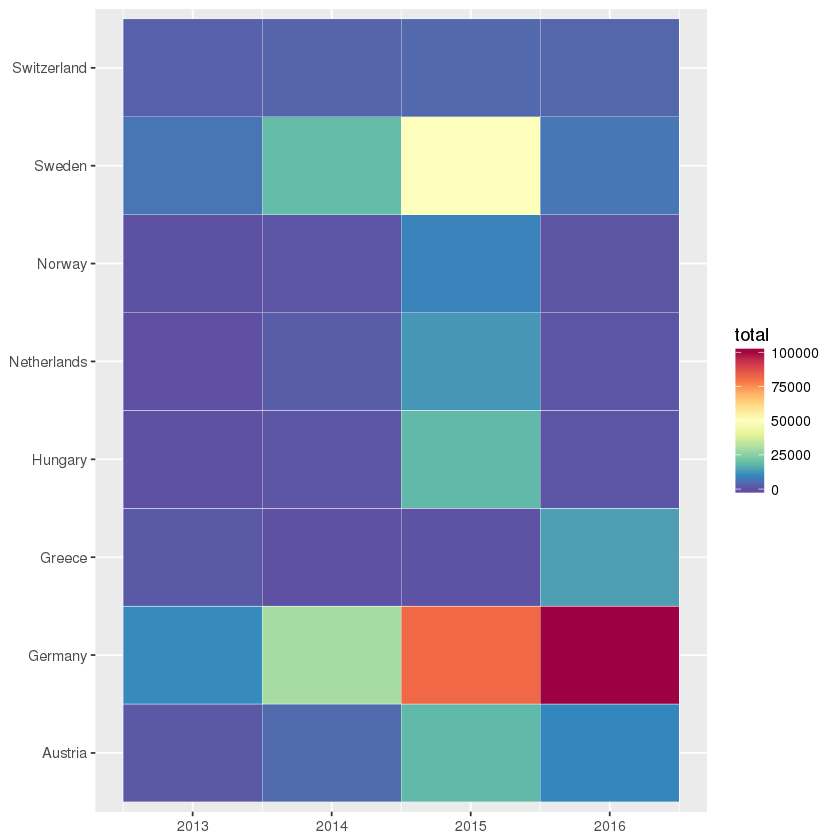 Switzerland
Sweden
Norway
Netherlands
Hungary
Greece
Germany
Austria
2013 2014 2015 2016
total
100000
75000
50000
25000
0